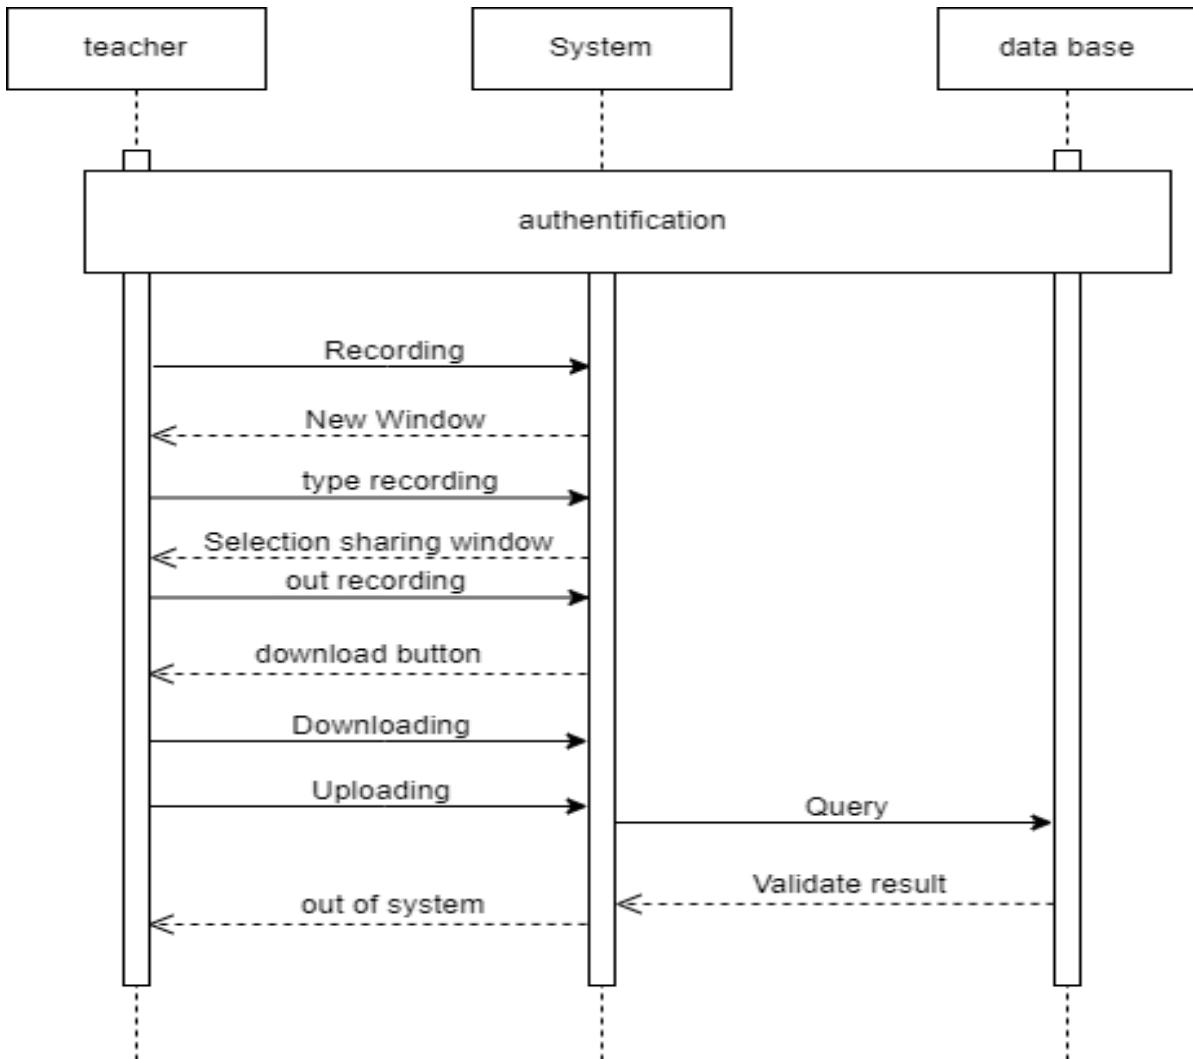 teacher
System
data base
authentification
Recording
New Window
type recording
Selection sharing window
out recording
download button
Downloading
Uploading
Query
Validate result
out of system